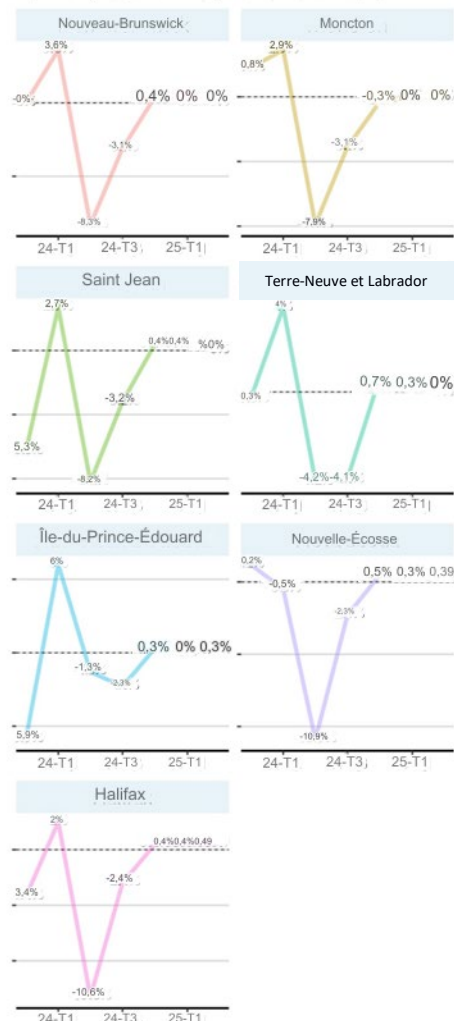 Nouveau-Brunswick
3,6%
-0%
0,4% 0% 0%
-3,1%
-8,3%
24-T1 24-T3 25-T1
Moncton
2,9%
0,8%
-0,3% 0% 0%
-3,1%
-7,9%
24-T1 24-T3 25-T1
Saint Jean
2,7%
0,4%0,4% %0%
-3,2%
5,3%
-8,2%
24-T1 24-T3 25-T1
Terre-Neuve et Labrador
4%
0,7% 0,3% 0%
0,3%
-4,2% -4,1%
24-T1 24-T3 25-T1
Île-du-Prince-Édouard
6%
0,3% 0% 0,3%
-1,3%
-2,3%
5,9%
24-T1 24-T3 25-T1
Nouvelle-Écosse
0,2%
-0,5%
0,5% 0,3% 0,39
-2,3%
-10,9%
24-T1 24-T3 25-T1
Halifax
2%
0,4%0,4%0,49
-2,4%
3,4%
-10,6%
24-T1 24-T3 25-T1